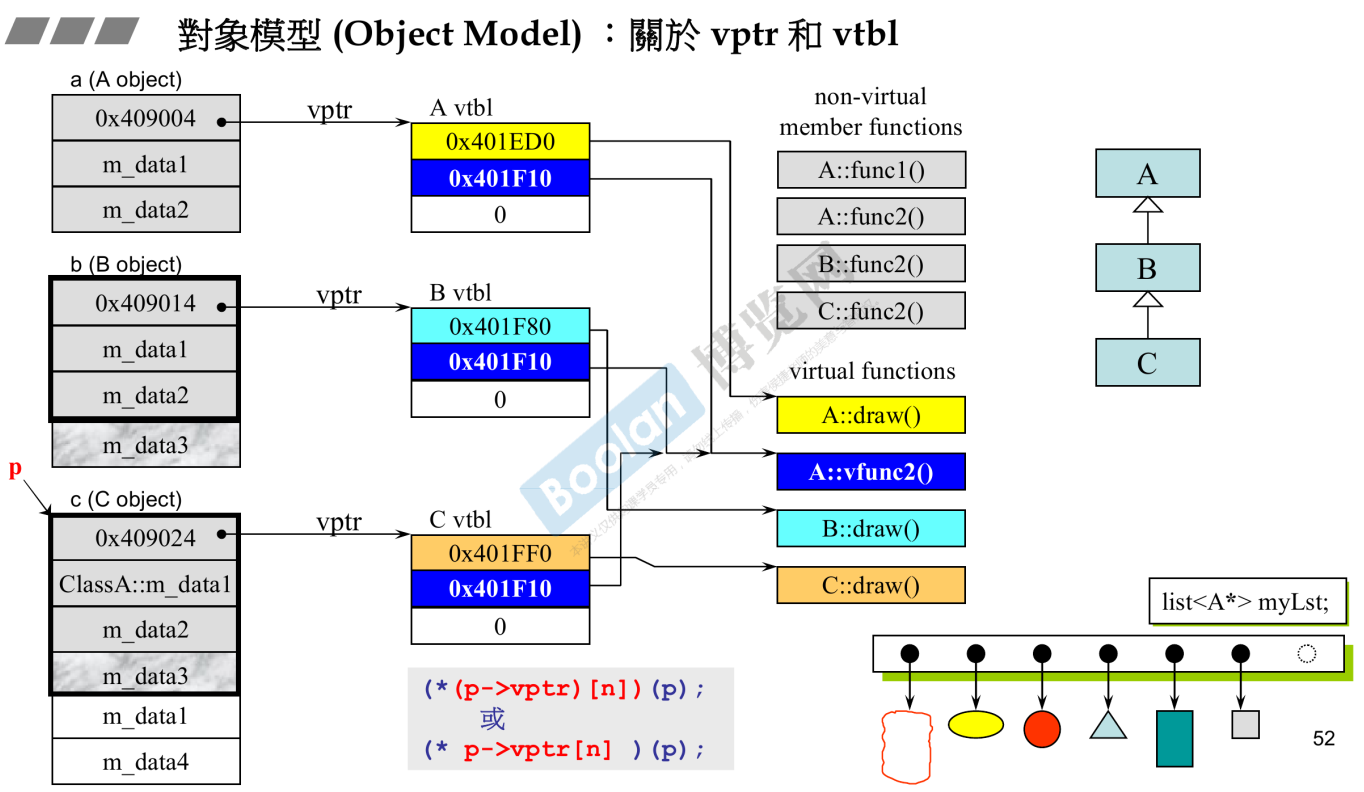 對象模型 (Object Model) ：關於 vptr 和 vtbl
a (A object)
0x409004
m_data1
m_data2
vptr
A vtbl
0x401ED0
0x401F10
0
b (B object)
0x409014
m_data1
m_data2
m_data3
vptr
B vtbl
0x401F80
0x401F10
0
p
c (C object)
0x409024
ClassA::m_data1
m_data2
m_data3
m_data1
m_data4
vptr
C vtbl
0x401FF0
0x401F10
0
(*(p->vptr)[n])(p);
或
(* p->vptr[n] )(p);
non-virtual
member functions
A::func1()
A::func2()
B::func2()
C::func2()
virtual functions
A::draw()
A::vfunc2()
B::draw()
C::draw()
A
B
C
list<A*> myLst;
52
Boolan
博览网